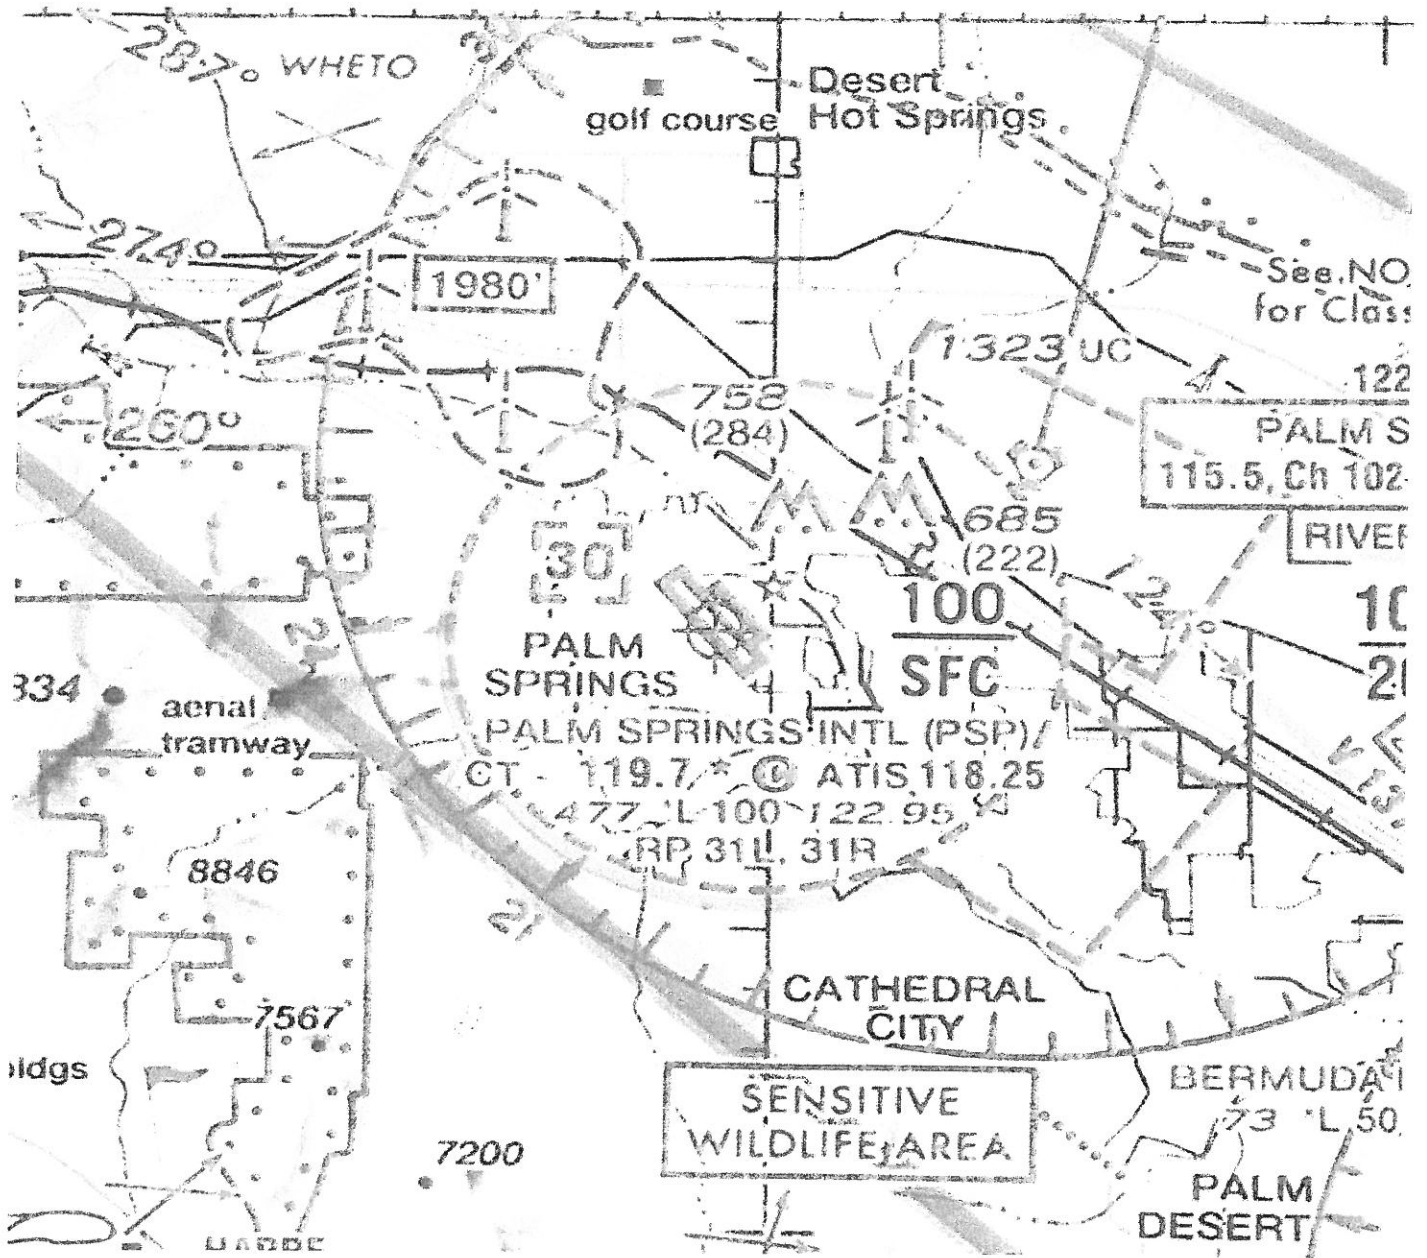 287°
WHETO
Desert
Hot Springs
golf course
274°
1980'
See NO
for Class
1323 UC
122
260°
758
(284)
PALM S
115.5, Ch 102
685
(222)
RIVER
30
100
SFC
PALM
SPRINGS
aerial
tramway
PALM SPRINGS INTL (PSP)
CT - 119.7 * C ATIS 118.25
477 *L 100 122.95
RP 31L, 31R
8846
21
7567
CATHEDRAL
CITY
bldgs
SENSITIVE
WILDLIFE AREA
BERMUDA
73 *L 50
7200
PALM
DESERT